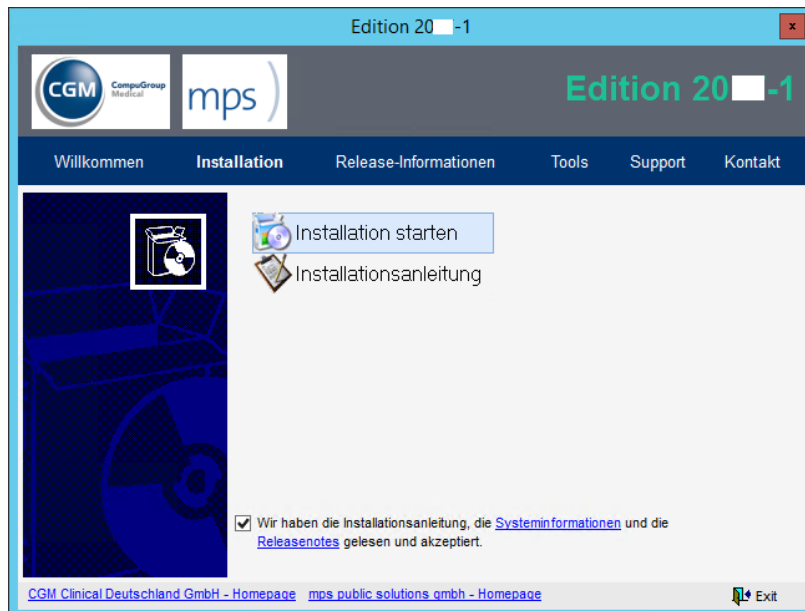 Edition 20 -1
x
CGM CompuGroup
Medical
mps
Edition 20 -1
Willkommen Installation Release-Informationen Tools Support Kontakt
Installation starten
Installationsanleitung
Wir haben die Installationsanleitung, die Systeminformationen und die
Releasenotes gelesen und akzeptiert.
CGM Clinical Deutschland GmbH - Homepage mps public solutions gmbh - Homepage Exit